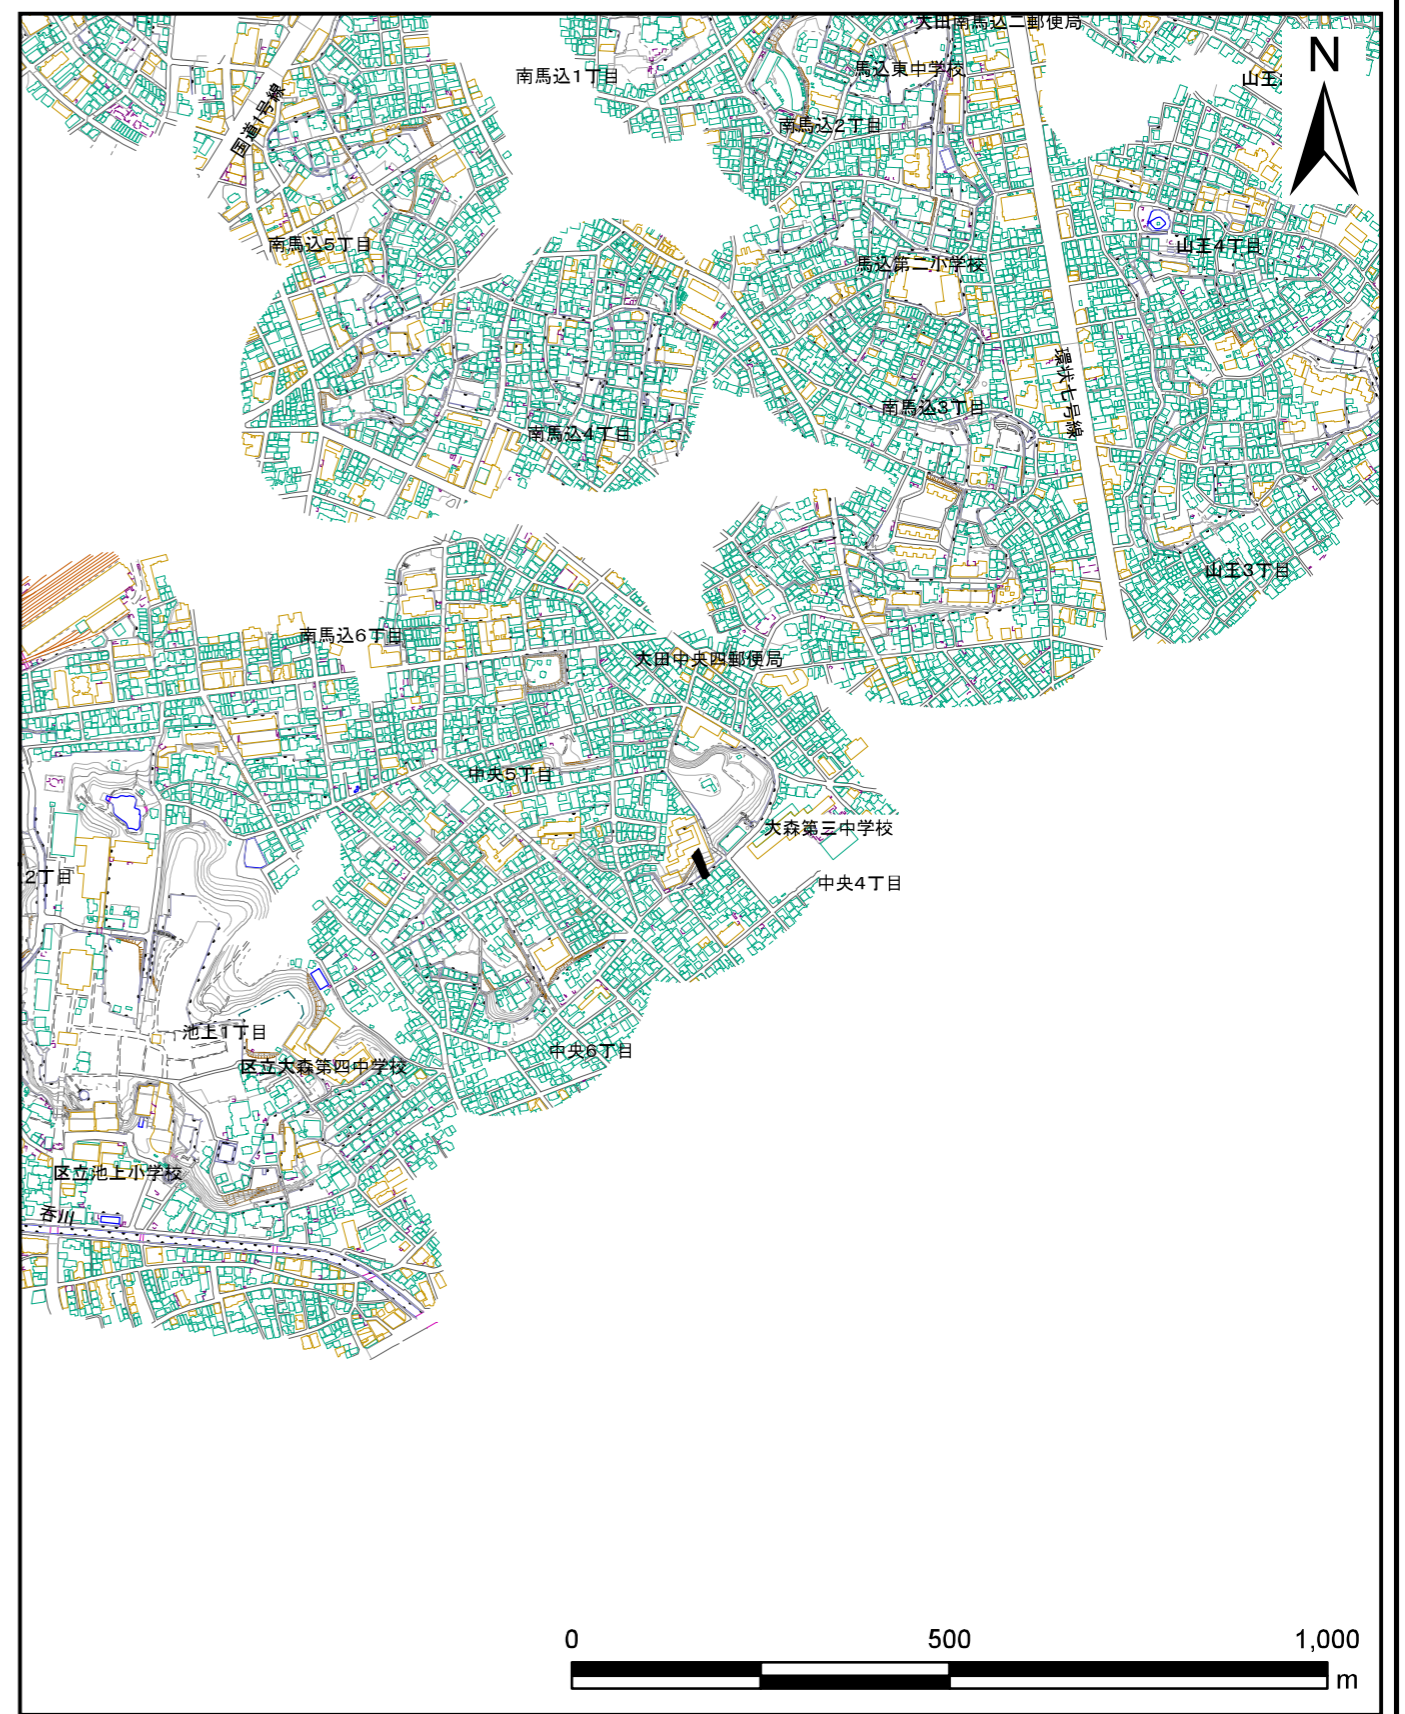 大田南馬込二郵便局
N
南馬込1丁目
馬込東中学校
山王
国道1号線
南馬込2丁目
南馬込5丁目
馬込第二小学校
山王4丁目
環状七号線
南馬込3丁目
南馬込4丁目
山王3丁目
南馬込6丁目
大田中央四郵便局
中央5丁目
大森第三中学校
2丁目
中央4丁目
池上1丁目
中央6丁目
区立大森第四中学校
区立池上小学校
呑川
0 500 1,000
m